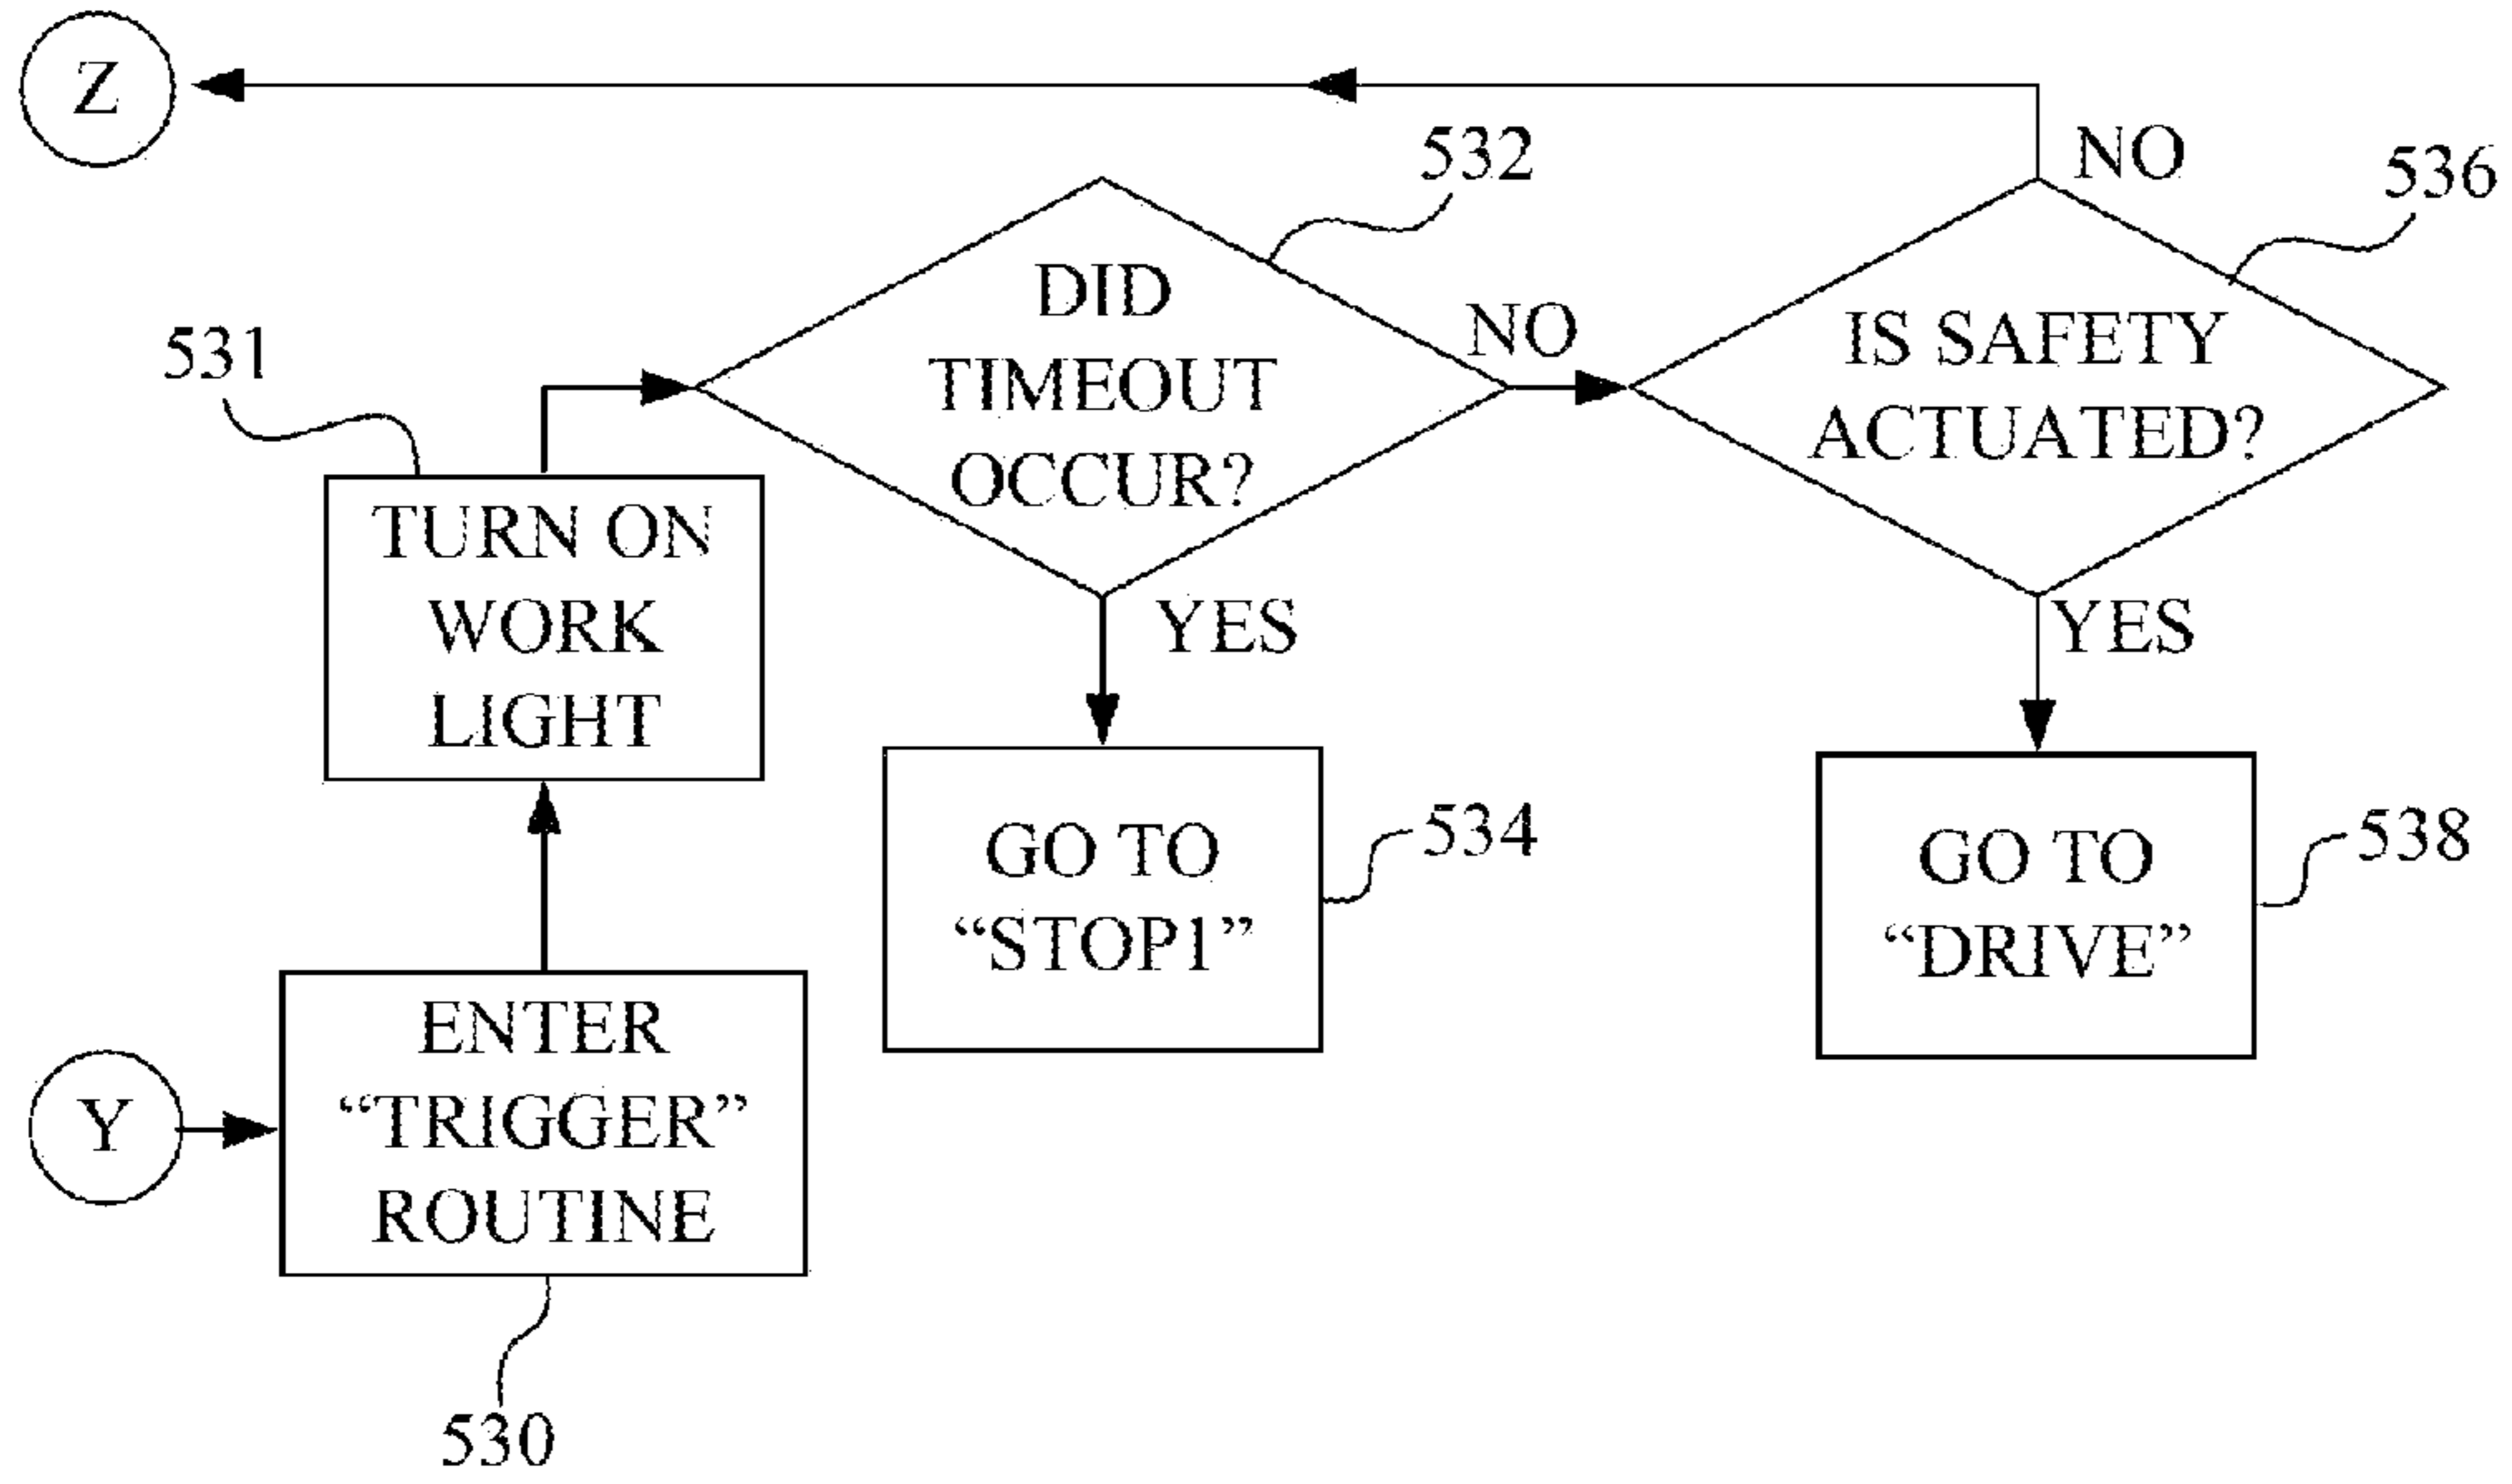 Z
532
NO
536
DID
TIMEOUT
OCCUR?
NO
IS SAFETY
ACTUATED?
531
TURN ON
WORK
LIGHT
YES
YES
GO TO
“STOP1”
534
GO TO
“DRIVE”
538
Y
ENTER
“TRIGGER”
ROUTINE
530